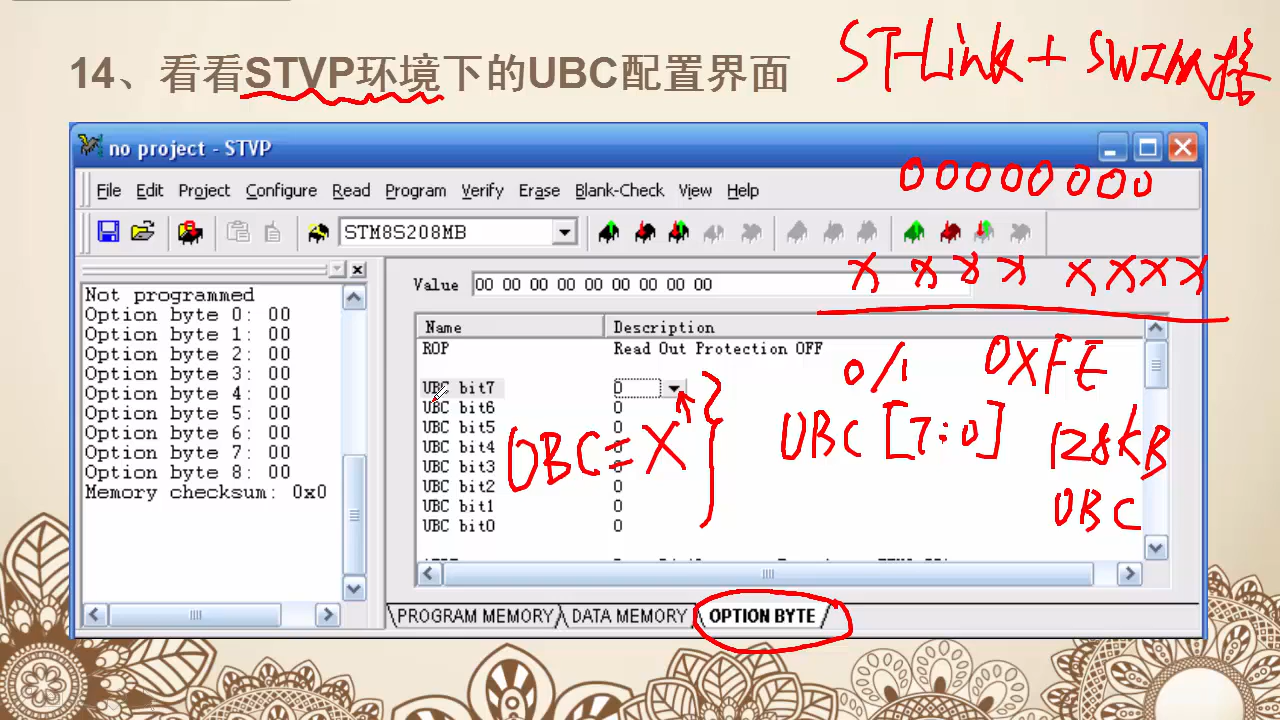 14、看看STVP环境下的UBC配置界面
ST-Link + SWIM接
no project - STVP
File Edit Project Configure Read Program Verify Erase Blank-Check View Help
00000000
STM8S208MB
X X X X X X X X
Value 00 00 00 00 00 00 00 00 00
Not programmed
Option byte 0: 00
Option byte 1: 00
Option byte 2: 00
Option byte 3: 00
Option byte 4: 00
Option byte 5: 00
Option byte 6: 00
Option byte 7: 00
Option byte 8: 00
Memory checksum: 0x0
Name Description
ROP Read Out Protection OFF
UBC bit7 0
UBC bit6 0
UBC bit5 0
UBC bit4 0
UBC bit3 0
UBC bit2 0
UBC bit1 0
UBC bit0 0
UBC=X
0/1 0XFE
UBC [7:0] 128KB
UBC
PROGRAM MEMORY DATA MEMORY OPTION BYTE